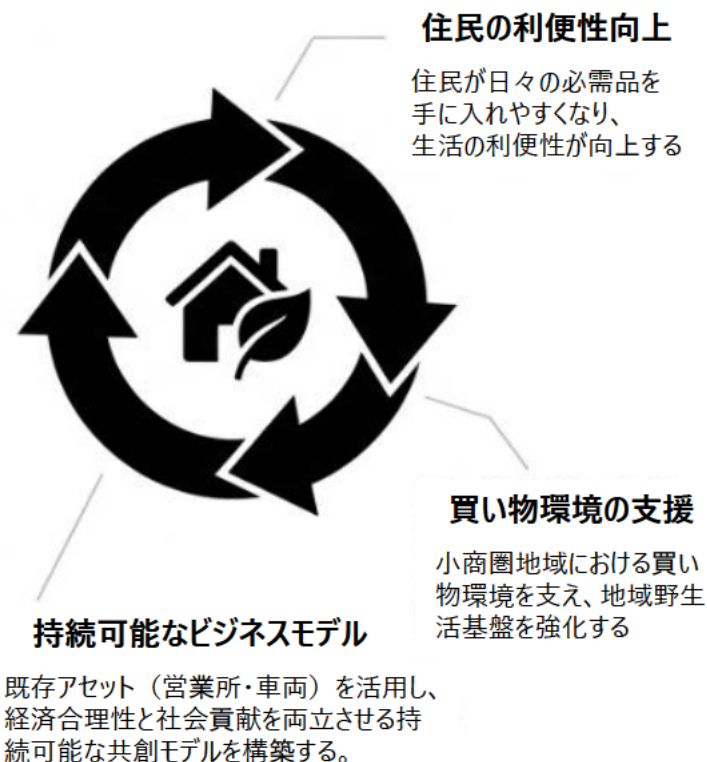 住民の利便性向上
住民が日々の必需品を
手に入れやすくなり、
生活の利便性が向上する
買い物環境の支援
小商圏地域における買い
物環境を支え、地域野生
活基盤を強化する
持続可能なビジネスモデル
既存アセット（営業所・車両）を活用し、
経済合理性と社会貢献を両立させる持
続可能な共創モデルを構築する。